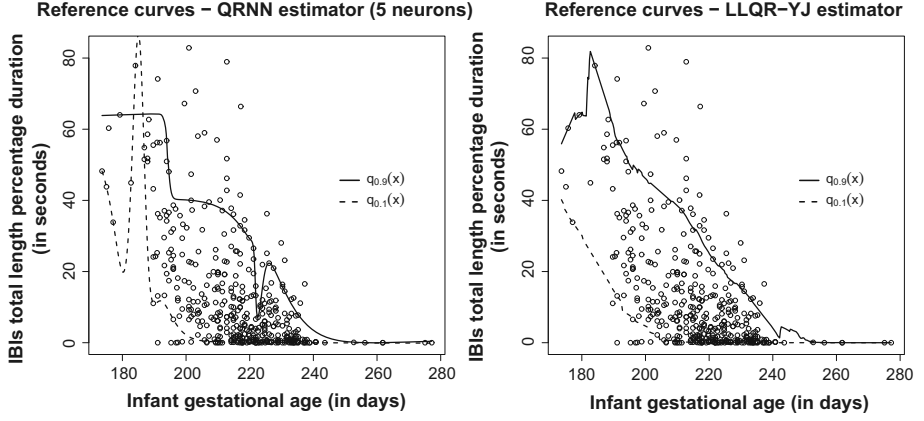 Reference curves − QRNN estimator (5 neurons)
IBIs total length percentage duration
(in seconds)
0 20 40 60 80
q0.9(x)
q0.1(x)
180 200 220 240 260 280
Infant gestational age (in days)
Reference curves − LLQR−YJ estimator
IBIs total length percentage duration
(in seconds)
0 20 40 60 80
q0.9(x)
q0.1(x)
180 200 220 240 260 280
Infant gestational age (in days)